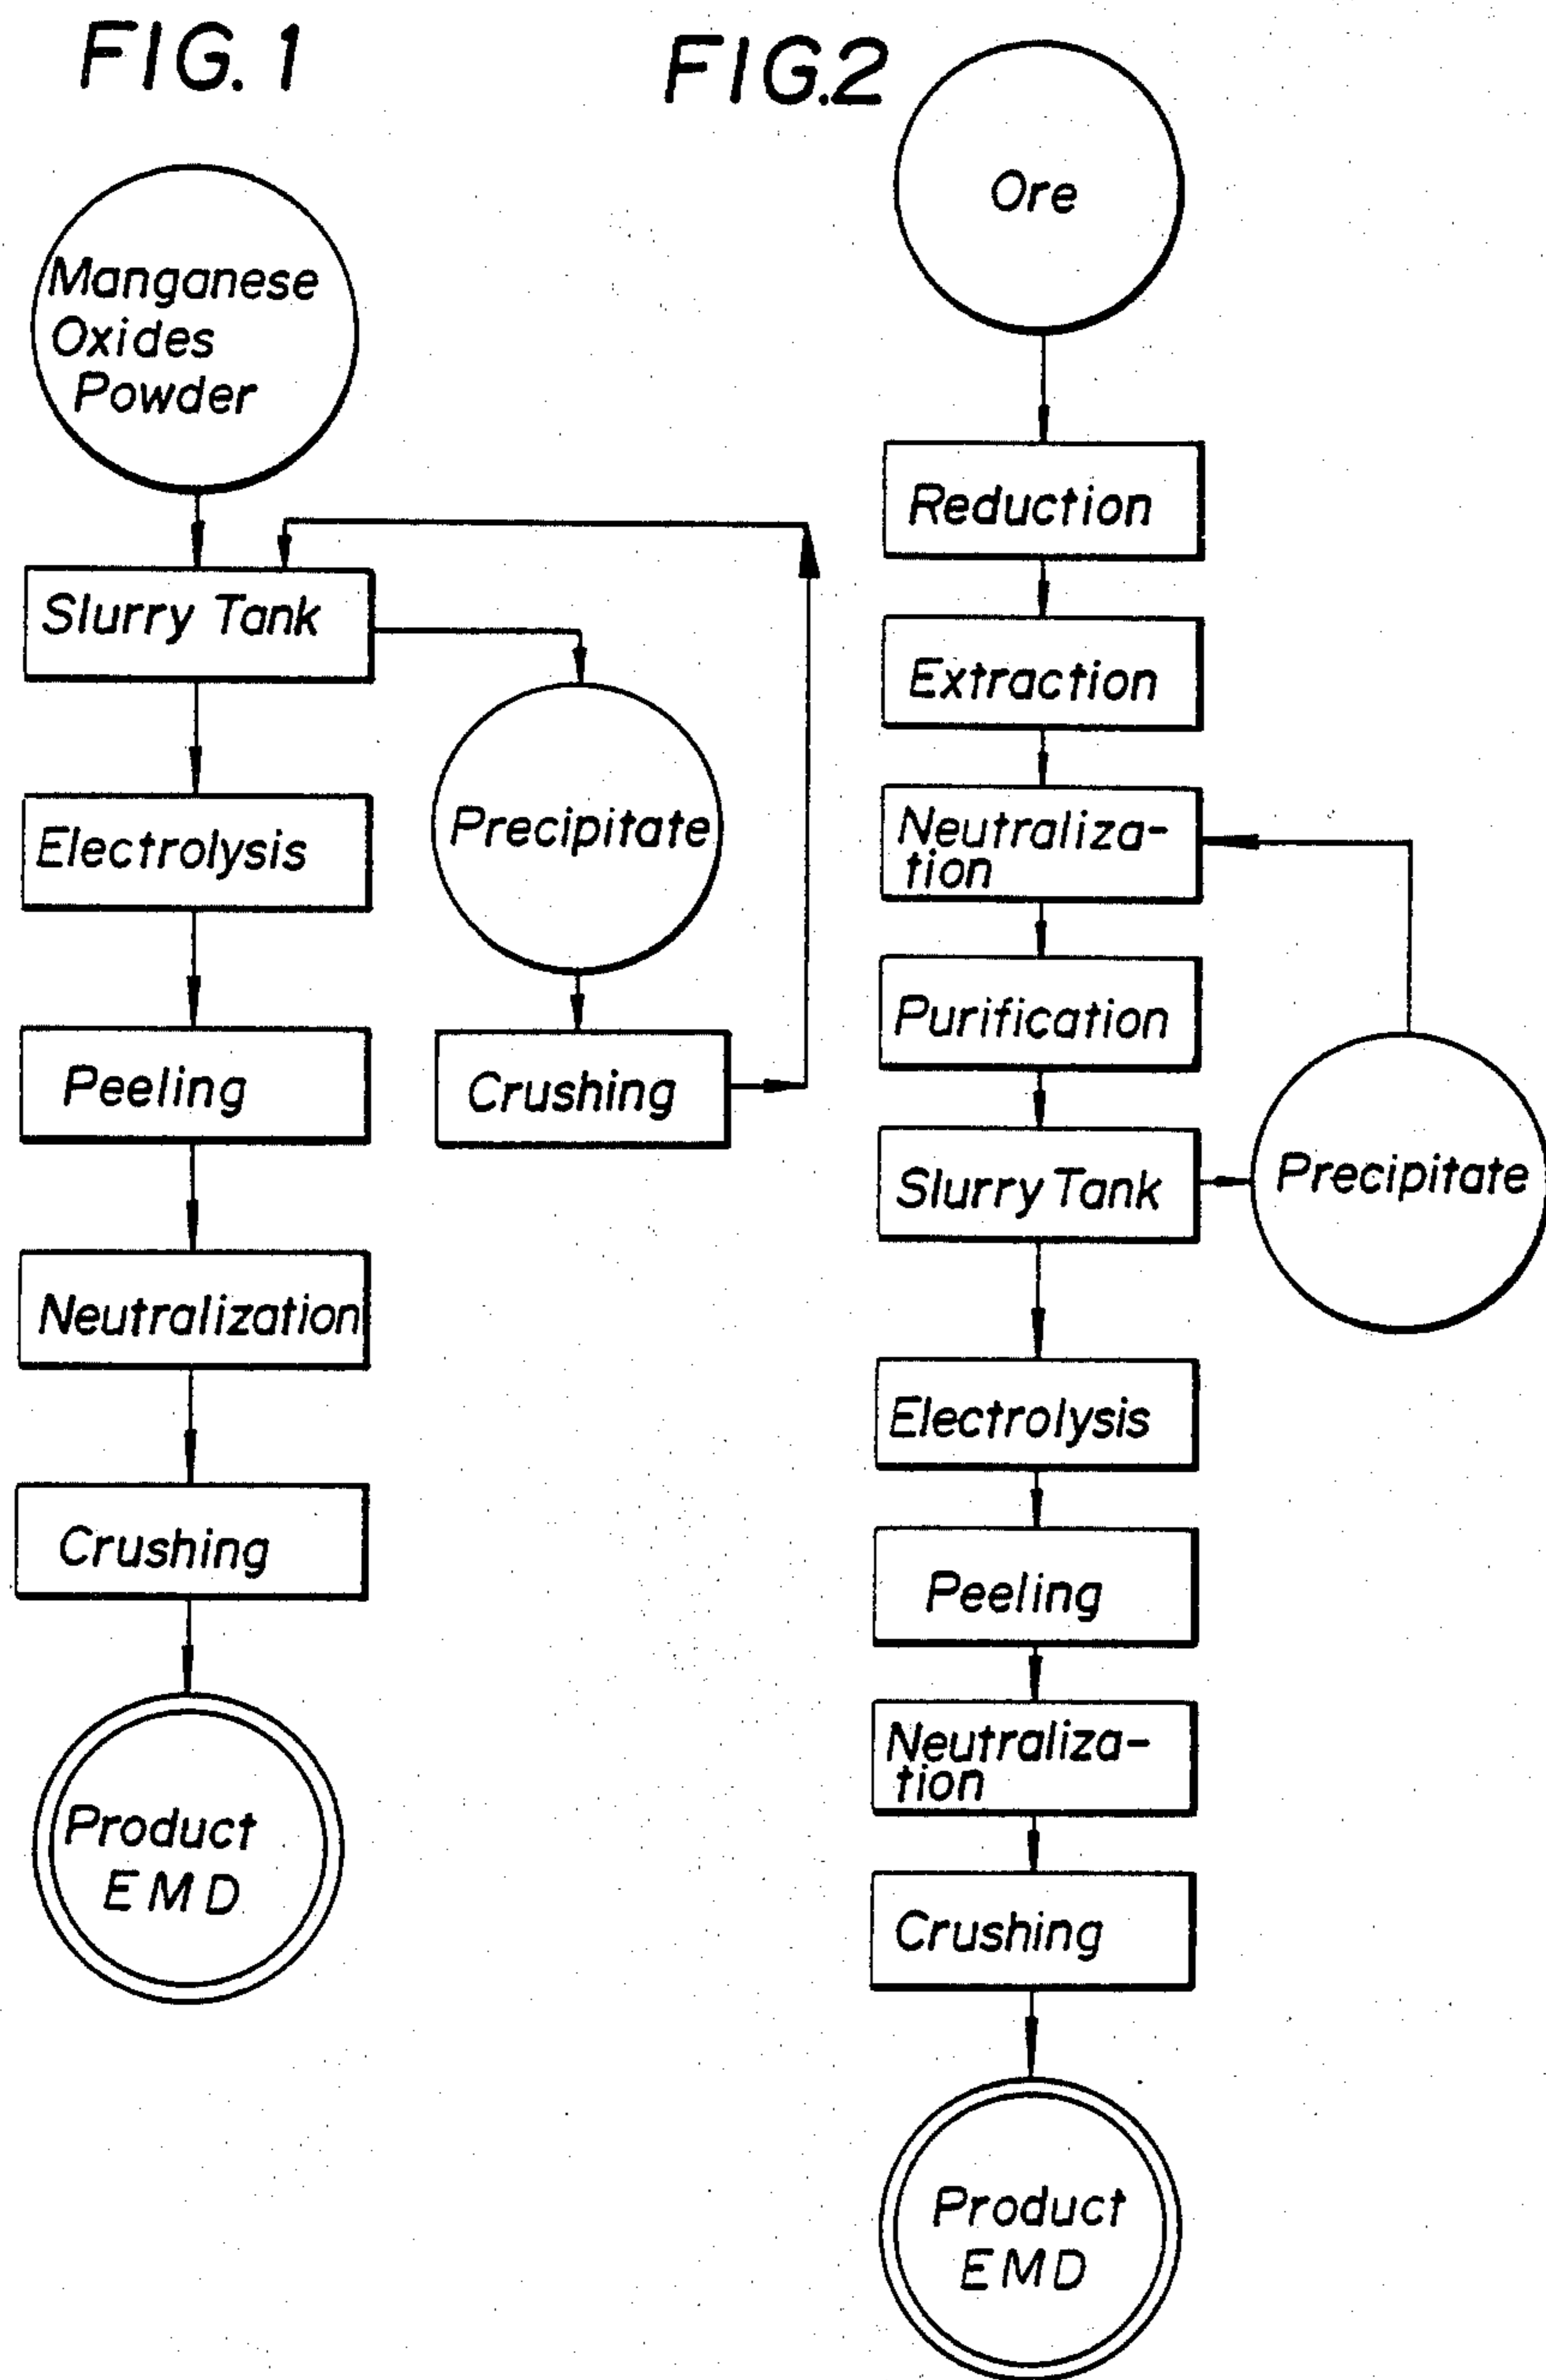 FIG. 1
Manganese
Oxides
Powder
Slurry Tank
Precipitate
Crushing
Electrolysis
Peeling
Neutralization
Crushing
Product
EMD
FIG.2
Ore
Reduction
Extraction
Neutraliza-
tion
Purification
Slurry Tank
Precipitate
Electrolysis
Peeling
Neutraliza-
tion
Crushing
Product
EMD